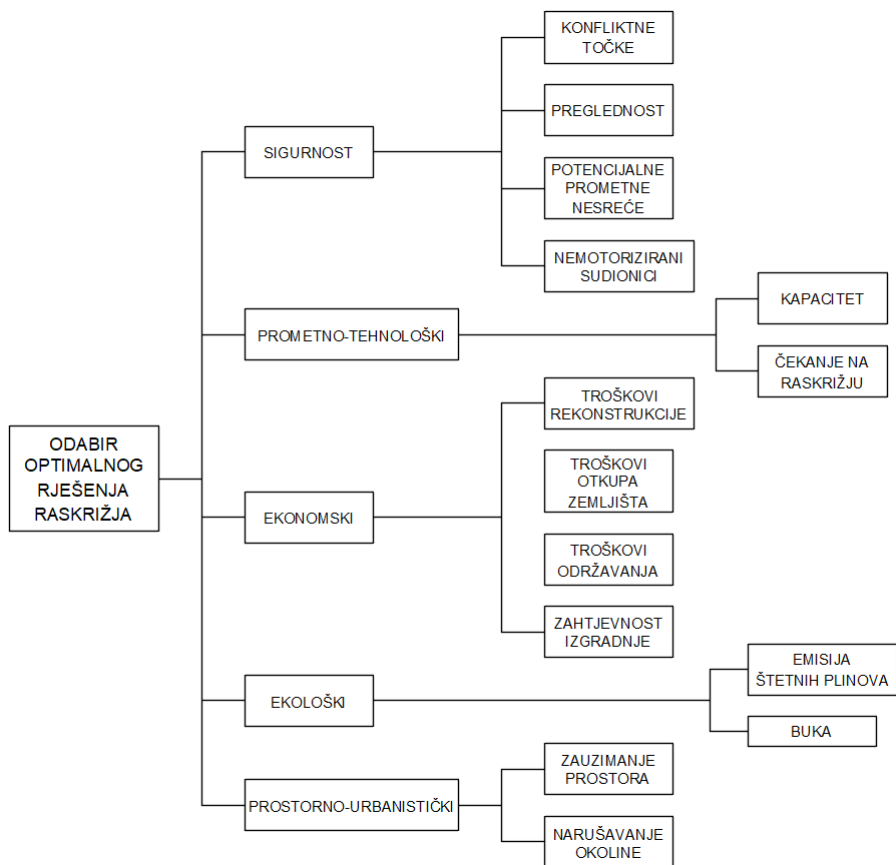 ODABIR
OPTIMALNOG
RJEŠENJA
RASKRIŽJA
SIGURNOST
KONFLIKTNE
TOČKE
PREGLEDNOST
POTENCIJALNE
PROMETNE
NESREĆE
NEMOTORIZIRANI
SUDIONICI
PROMETNO-TEHNOLOŠKI
KAPACITET
ČEKANJE NA
RASKRIŽJU
EKONOMSKI
TROŠKOVI
REKONSTRUKCIJE
TROŠKOVI
OTKUPA
ZEMLJIŠTA
TROŠKOVI
ODRŽAVANJA
ZAHTJEVNOST
IZGRADNJE
EKOLOŠKI
EMISIJA
ŠTETNIH PLINOVA
BUKA
PROSTORNO-URBANISTIČKI
ZAUZIMANJE
PROSTORA
NARUŠAVANJE
OKOLINE